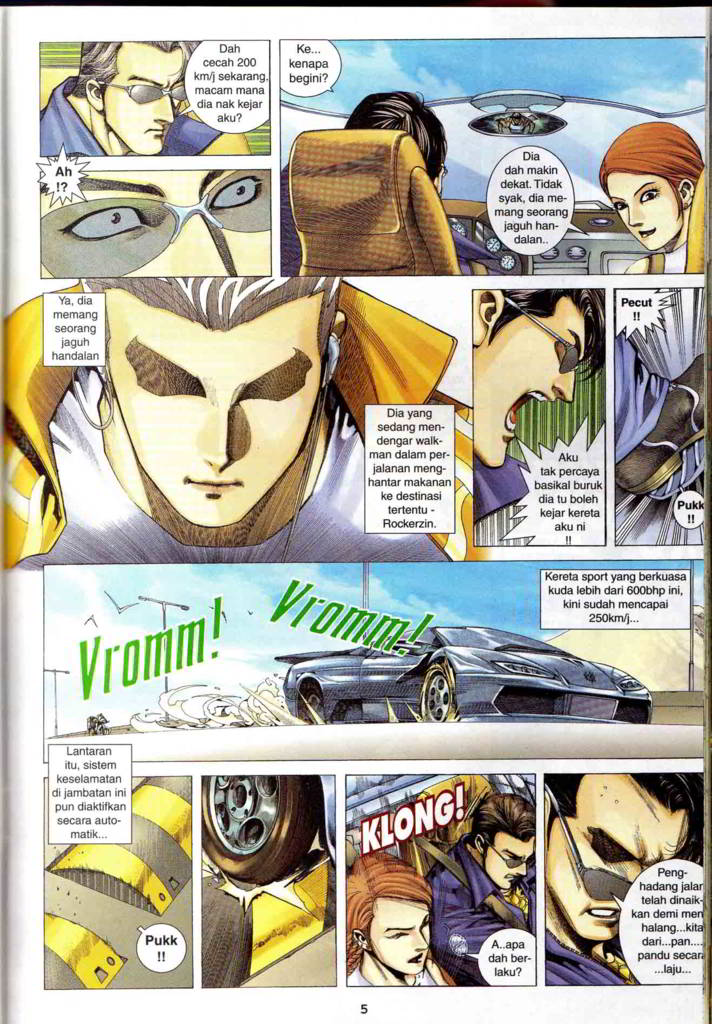 Dah
cecah 200
km/j sekarang,
macam mana
dia nak kejar
aku?
Ah
!?
Ke...
kenapa
begini?
Dia
dah makin
dekat. Tidak
syak, dia me-
mang seorang
jaguh han-
dalan..
Ya, dia
memang
seorang
jaguh
handalan
Dia yang
sedang men-
dengar walk-
man dalam per-
jalanan meng-
hantar makanan
ke destinasi
tertentu -
Rockerzin.
Aku
tak percaya
basikal buruk
dia tu boleh
kejar kereta
aku ni
!!
Pecut
!!
Pukk
!!
Vromm!
Vromm!
Kereta sport yang berkuasa
kuda lebih dari 600bhp ini,
kini sudah mencapai
250km/j...
Lantaran
itu, sistem
keselamatan
di jambatan ini
pun diaktifkan
secara auto-
matik...
Pukk
!!
KLONG!
A..apa
dah ber-
laku?
Peng-
hadang jalan
telah dinaik-
kan demi men
halang...kita
dari...pan....
pandu secara
...laju...
5